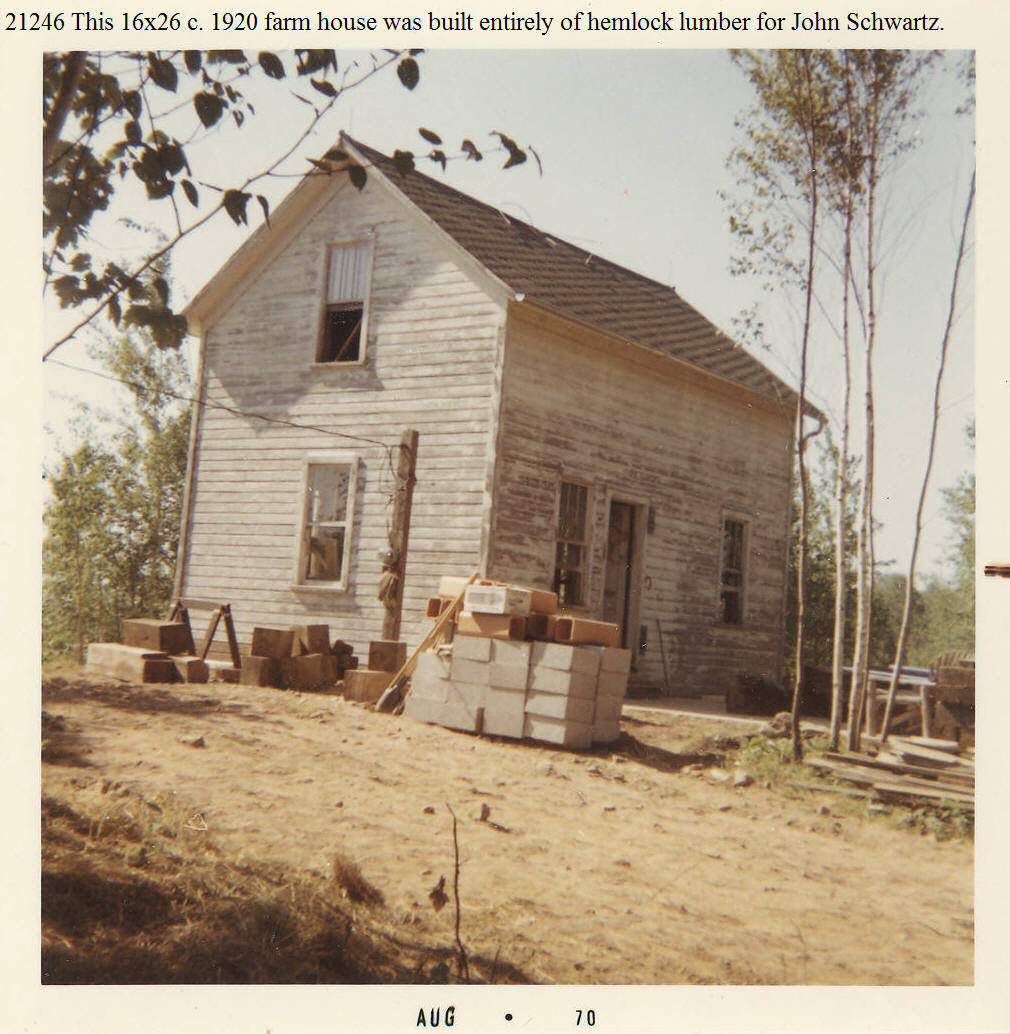 21246 This 16x26 c. 1920 farm house was built entirely of hemlock lumber for John Schwartz.
AUG • 70